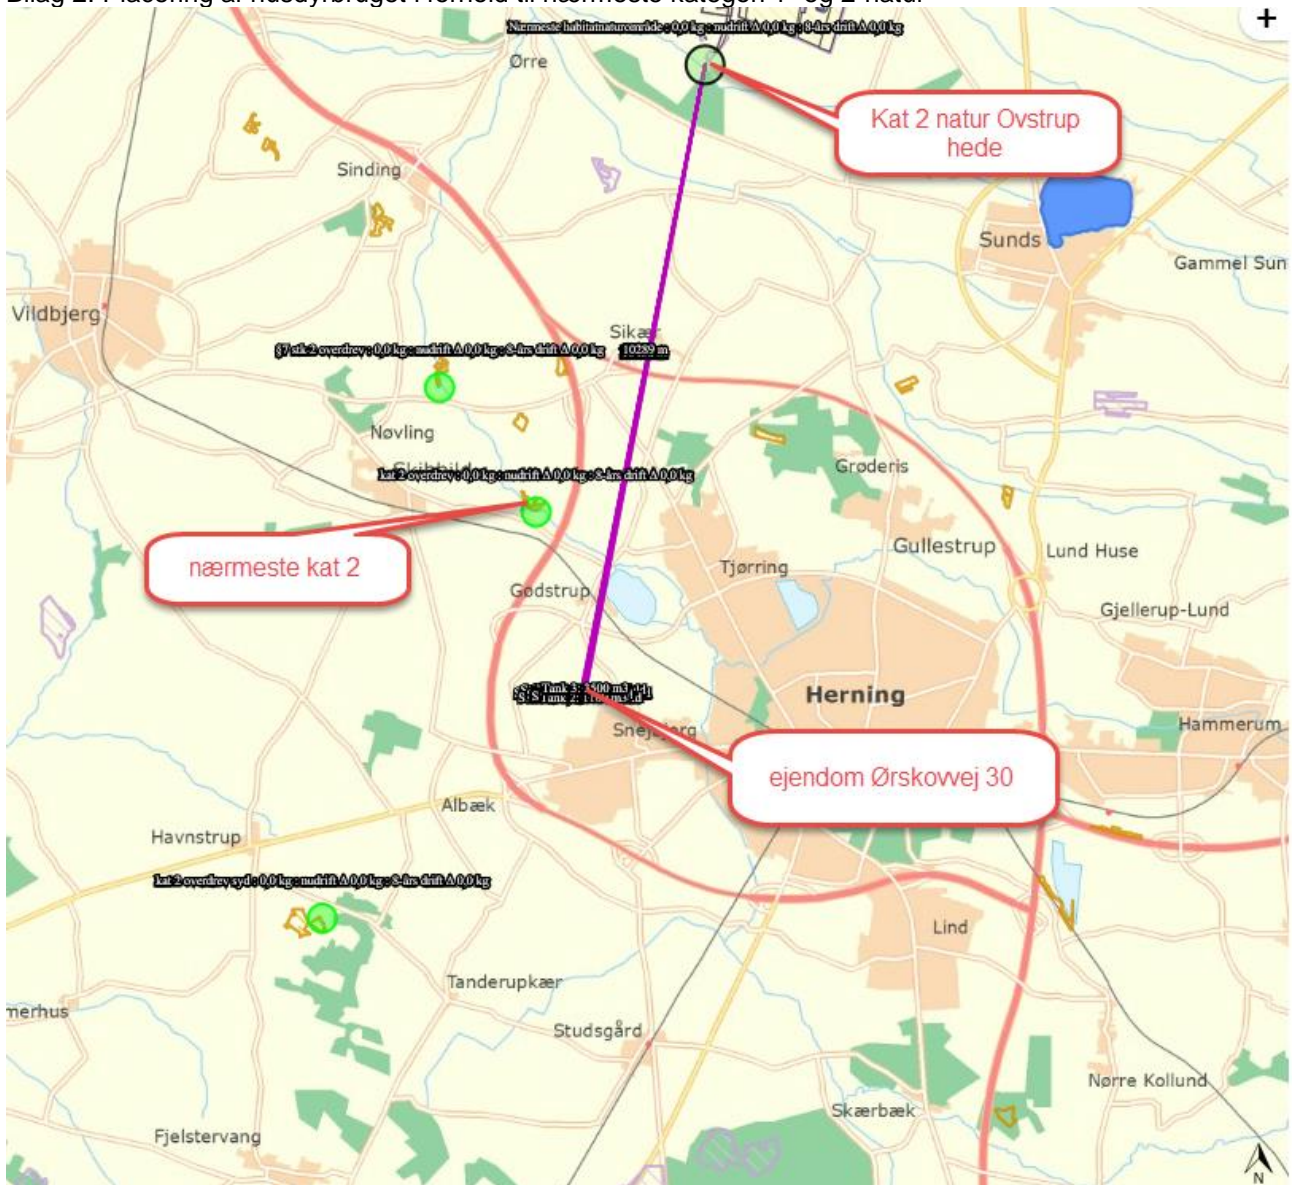 Bilag 2: Placering af husdyrbruget i forhold til nærmeste kategori 1- og 2-natur
+
Nærmeste habitatnaturområde : 0,0 kg : nudrift Δ 0,0 kg : 8-års drift Δ 0,0 kg
Ørre
Kat 2 natur Ovstrup
hede
Sinding
Sunds
Gammel Sun
Vildbjerg
Sikær
§7 stk 2 overdrev : 0,0 kg : nudrift Δ 0,0 kg : 8-års drift Δ 0,0 kg
10289 m
Nøvling
Grøderis
kat 2 overdrev : 0,0 kg : nudrift Δ 0,0 kg : 8-års drift Δ 0,0 kg
Gullestrup
Lund Huse
nærmeste kat 2
Tjørring
Gødstrup
Gjellerup-Lund
Tank 3: 3500 m3
Herning
Snejbjerg
Hammerum
ejendom Ørskovvej 30
Albæk
Havnstrup
kat 2 overdrev syd : 0,0 kg : nudrift Δ 0,0 kg : 8-års drift Δ 0,0 kg
Lind
Tanderupkær
merhus
Studsgård
Nørre Kollund
Skærbæk
Fjelstervang
N